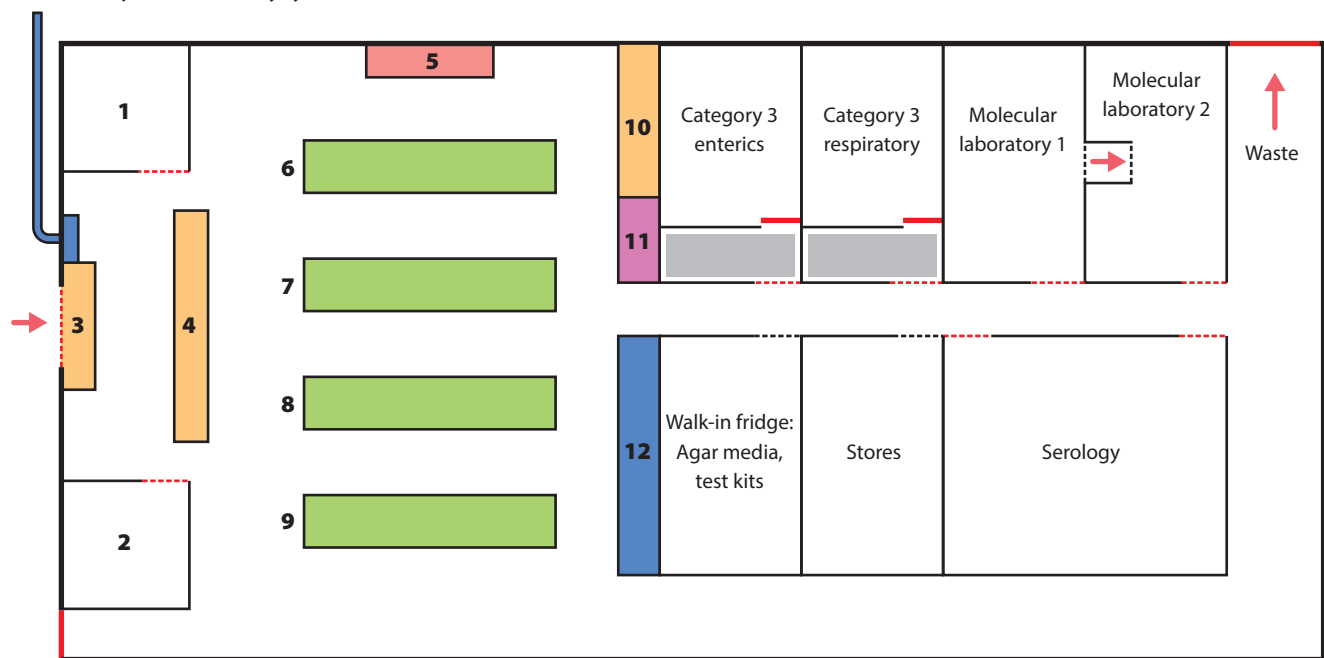 1
5
10
Category 3
enterics
Category 3
respiratory
Molecular
laboratory 1
Molecular
laboratory 2
Waste
6
11
3
4
7
8
12
Walk-in fridge:
Agar media,
test kits
Stores
Serology
2
9